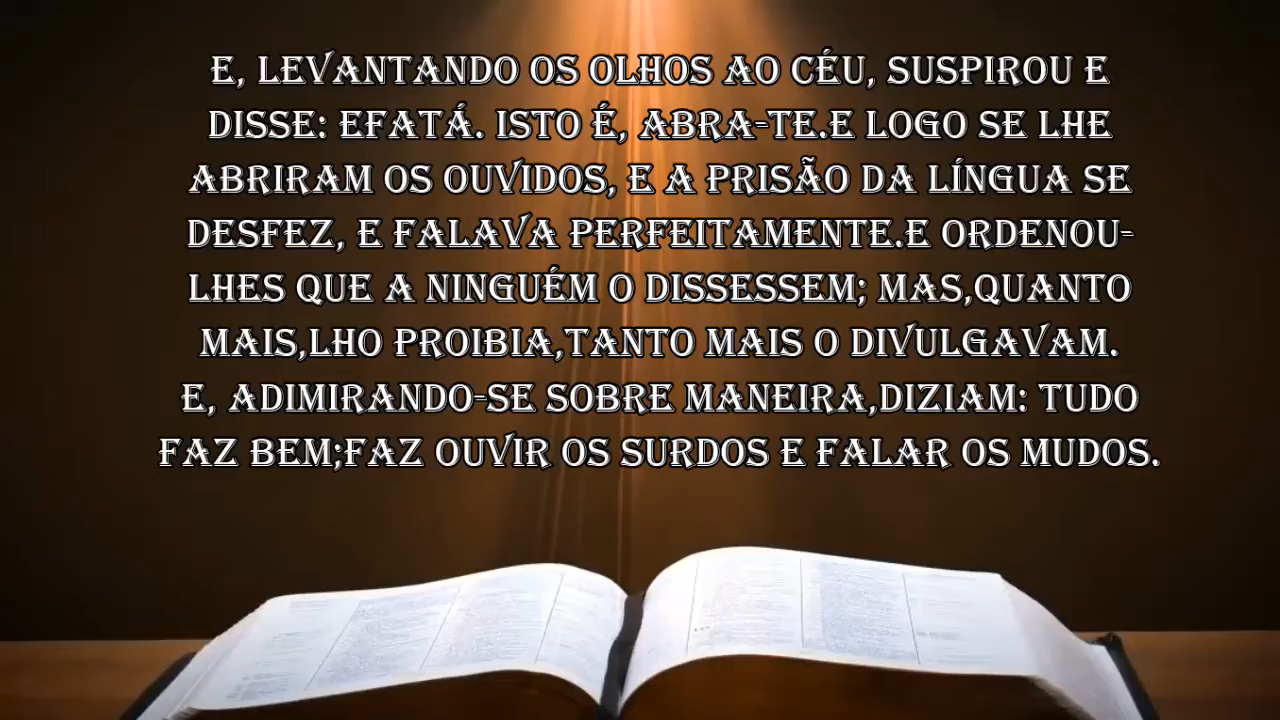 E, LEVANTANDO OS OLHOS AO CÉU, SUSPIROU E
DISSE: EFATÁ. ISTO É, ABRA-TE.E LOGO SE LHE
ABRIRAM OS OUVIDOS, E A PRISÃO DA LÍNGUA SE
DESFEZ, E FALAVA PERFEITAMENTE.E ORDENOU-
LHES QUE A NINGUÉM O DISSESSEM; MAS,QUANTO
MAIS,LHO PROIBIA,TANTO MAIS O DIVULGAVAM.
E, ADIMIRANDO-SE SOBRE MANEIRA,DIZIAM: TUDO
FAZ BEM;FAZ OUVIR OS SURDOS E FALAR OS MUDOS.